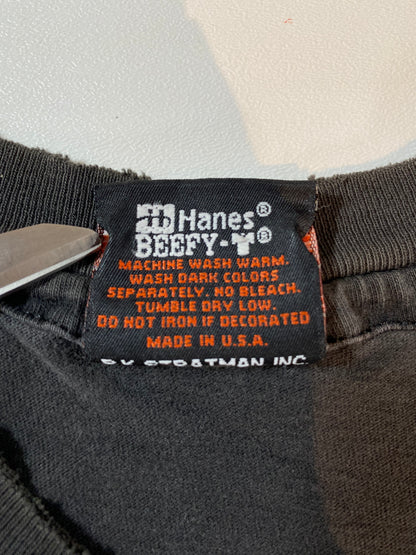 Hanes®
BEEFY-T®
MACHINE WASH WARM.
WASH DARK COLORS
SEPARATELY. NO BLEACH.
TUMBLE DRY LOW.
DO NOT IRON IF DECORATED
MADE IN U.S.A.
R.K. STRATMAN INC.